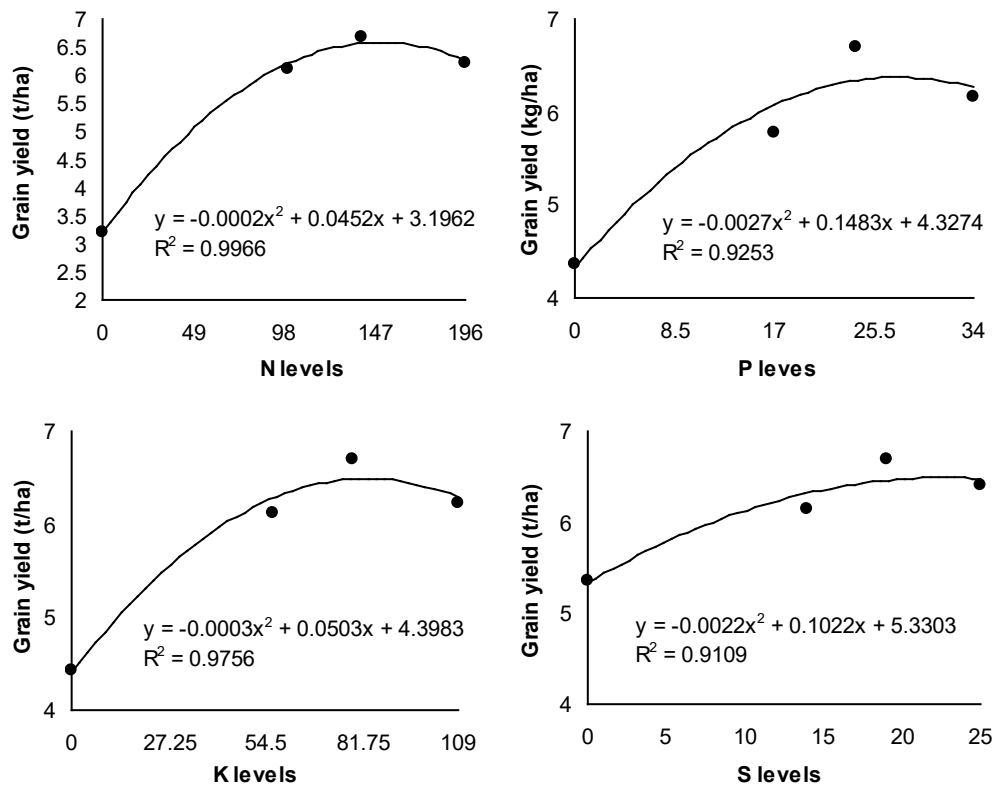 7
6.5
6
5.5
5
4.5
4
3.5
3
2.5
2
Grain yield (t/ha)
y = -0.0002x² + 0.0452x + 3.1962
R² = 0.9966
0 49 98 147 196
N levels
7
6
5
4
Grain yield (kg/ha)
y = -0.0027x² + 0.1483x + 4.3274
R² = 0.9253
0 8.5 17 25.5 34
P leves
7
6
5
4
Grain yield (t/ha)
y = -0.0003x² + 0.0503x + 4.3983
R² = 0.9756
0 27.25 54.5 81.75 109
K levels
7
6
5
4
Grain yield (t/ha)
y = -0.0022x² + 0.1022x + 5.3303
R² = 0.9109
0 5 10 15 20 25
S levels